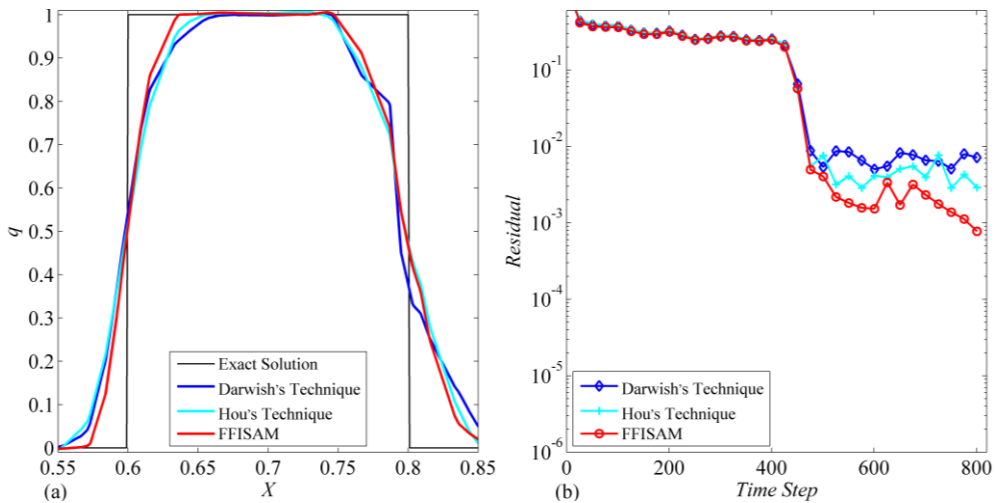 1
0.9
0.8
0.7
0.6
0.5
0.4
0.3
0.2
0.1
0
q
Exact Solution
Darwish's Technique
Hou's Technique
FFISAM
0.55 0.6 0.65 0.7 0.75 0.8 0.85
(a) X
10⁻¹
10⁻²
10⁻³
10⁻⁴
10⁻⁵
10⁻⁶
Residual
Darwish's Technique
Hou's Technique
FFISAM
0 200 400 600 800
(b) Time Step